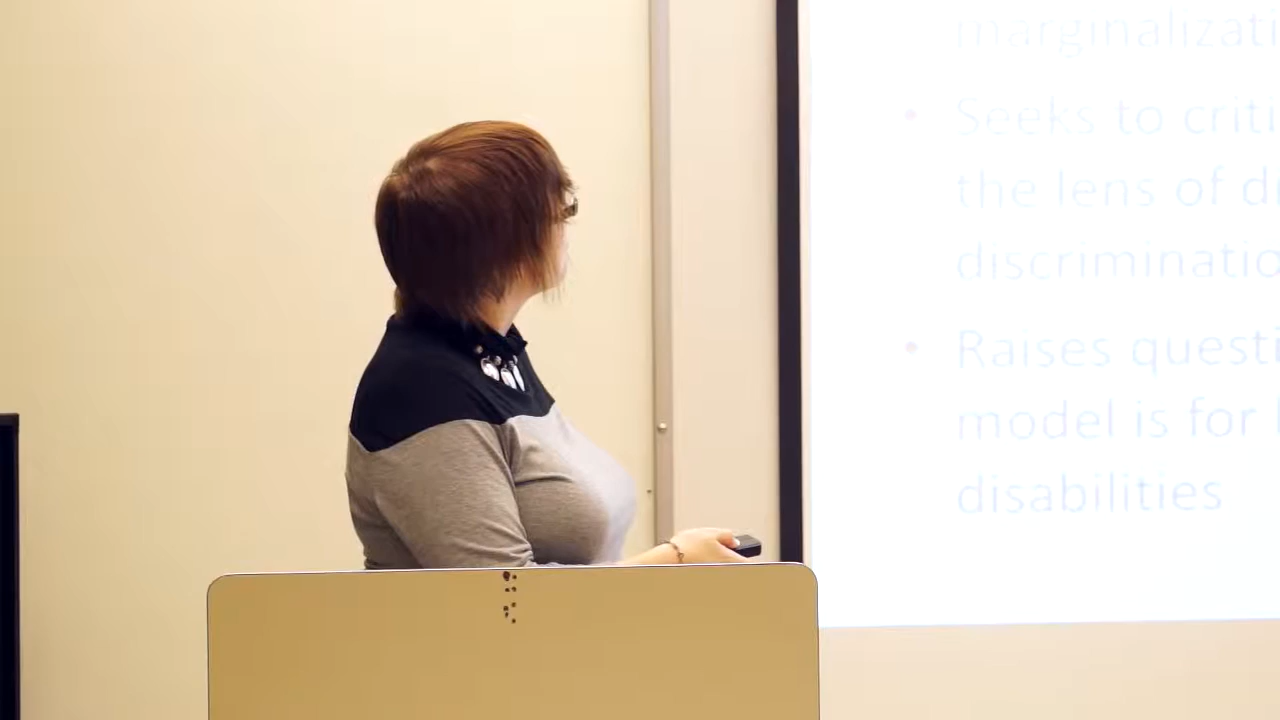 marginalizati
• Seeks to criti
the lens of di
discriminatio
• Raises questi
model is for
disabilities